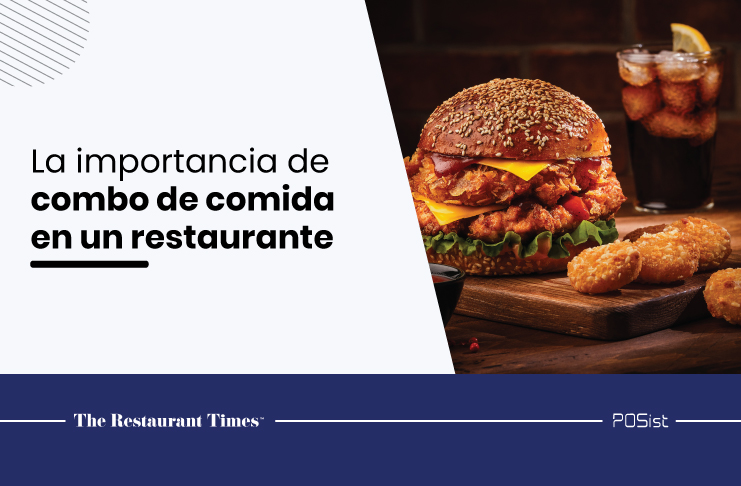 La importancia de
combo de comida
en un restaurante
The Restaurant Times™
POSist